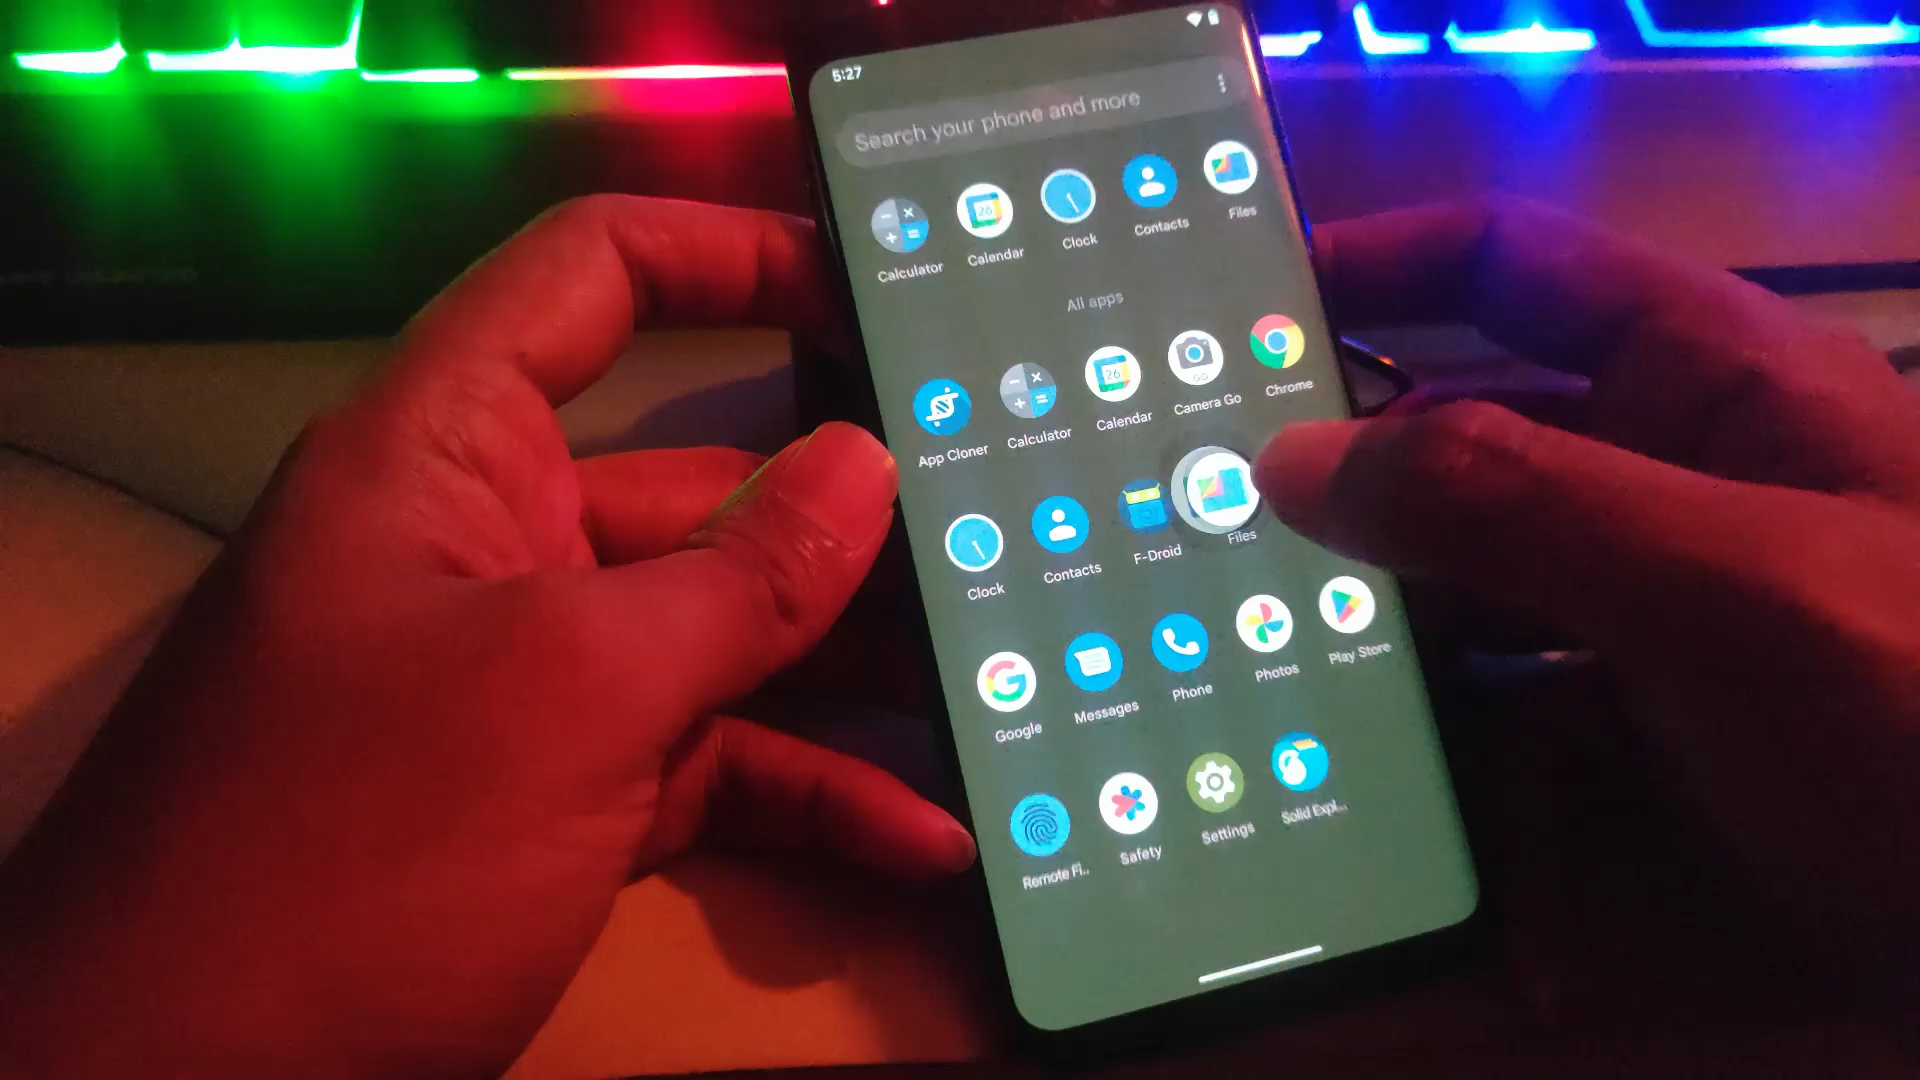 5:27
Search your phone and more
Calculator
Calendar
Clock
Contacts
Files
All apps
App Cloner
Calculator
Calendar
Camera Go
Chrome
Clock
Contacts
F-Droid
Files
Google
Messages
Phone
Photos
Play Store
Remote Fi..
Safety
Settings
Solid Expl...